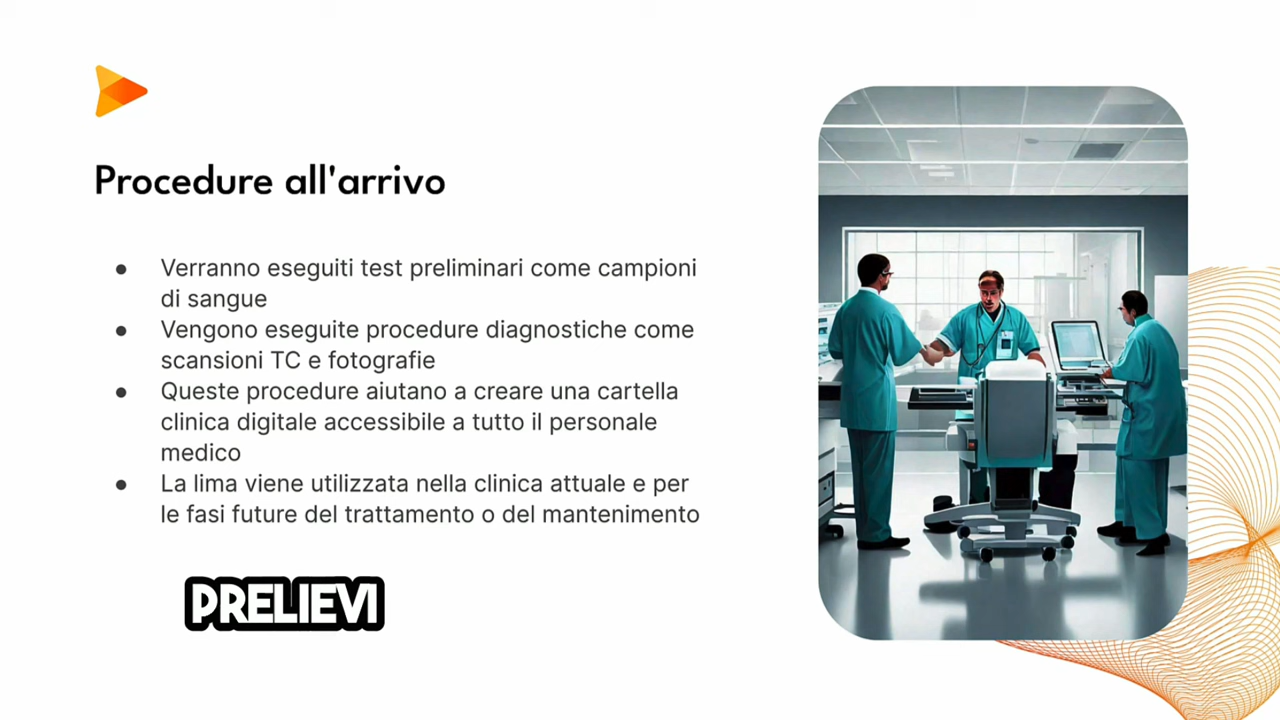 Procedure all'arrivo
● Verranno eseguiti test preliminari come campioni
di sangue
● Vengono eseguite procedure diagnostiche come
scansioni TC e fotografie
● Queste procedure aiutano a creare una cartella
clinica digitale accessibile a tutto il personale
medico
● La lima viene utilizzata nella clinica attuale e per
le fasi future del trattamento o del mantenimento
PRELIEVI